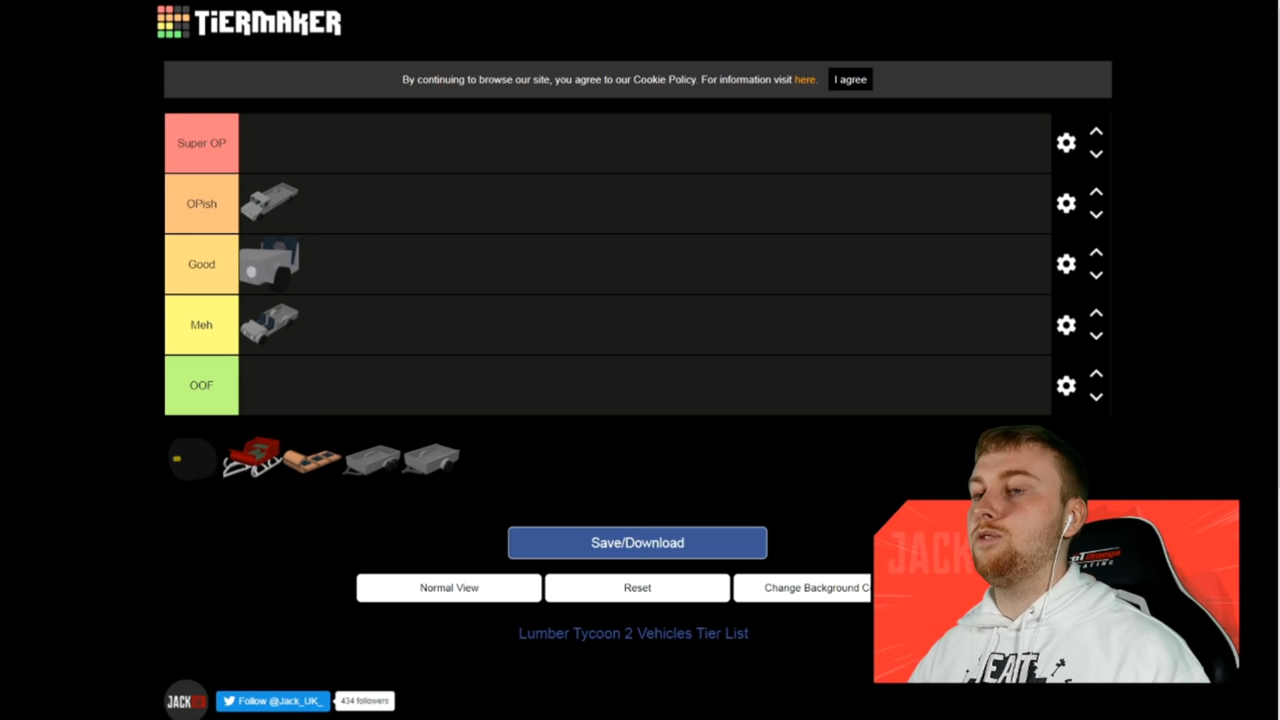 TiERMAKER
By continuing to browse our site, you agree to our Cookie Policy. For information visit here. I agree
Super OP
OPish
Good
Meh
OOF
Save/Download
Normal View Reset Change Background C
JACK
RACING
Lumber Tycoon 2 Vehicles Tier List
JACK Follow @Jack_UK_ 434 followers